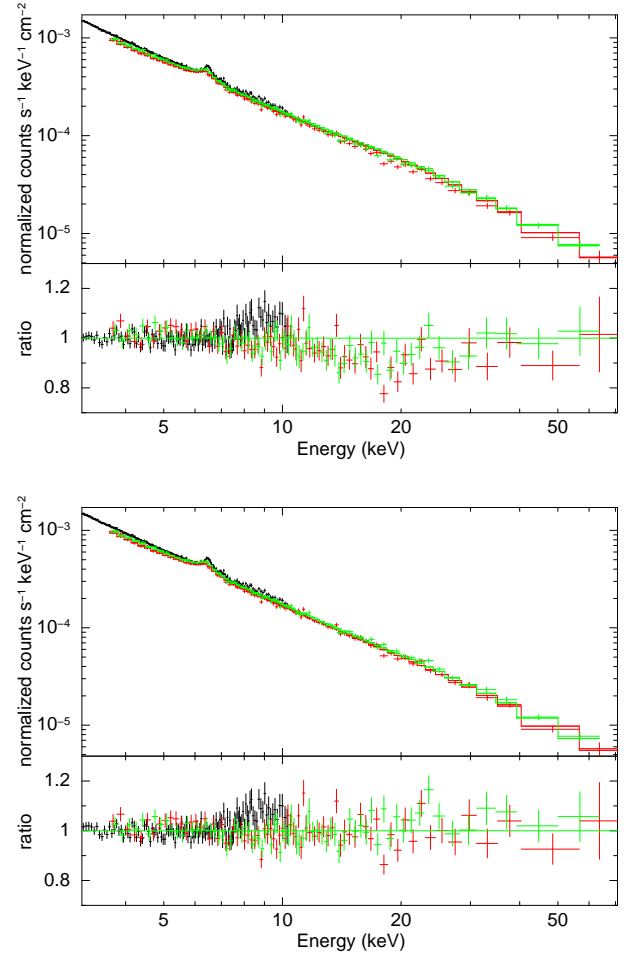 normalized counts s⁻¹ keV⁻¹ cm⁻²
10⁻³
10⁻⁴
10⁻⁵
ratio
1.2
1
0.8
5 10 20 50
Energy (keV)
normalized counts s⁻¹ keV⁻¹ cm⁻²
10⁻³
10⁻⁴
10⁻⁵
ratio
1.2
1
0.8
5 10 20 50
Energy (keV)